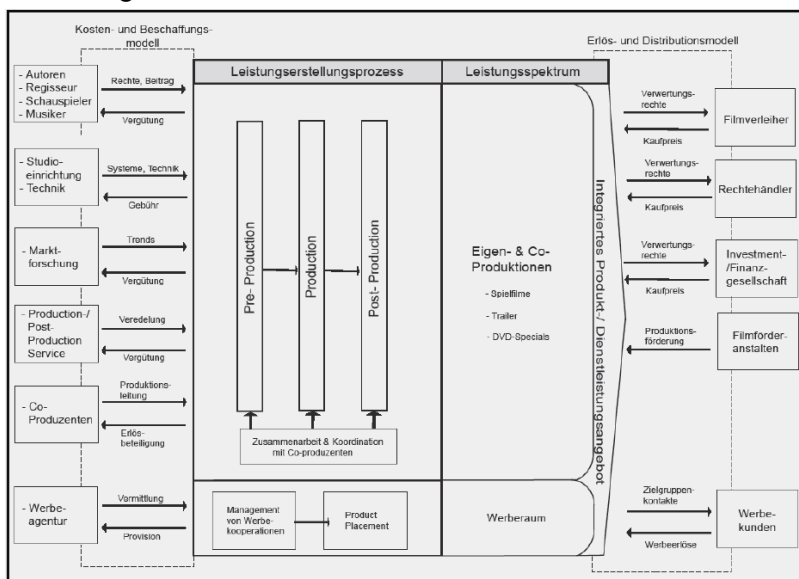 Kosten- und Beschaffungs-
modell
Erlös- und Distributionsmodell
Leistungserstellungsprozess
Leistungsspektrum
- Autoren
- Regisseur
- Schauspieler
- Musiker
Rechte, Beitrag
Vergütung
- Studio-
einrichtung
- Technik
Systeme, Technik
Gebühr
- Markt-
forschung
Trends
Vergütung
- Production-/
Post-
Production
Service
Veredelung
Vergütung
- Co-
Produzenten
Produktions-
leitung
Erlös-
beteiligung
- Werbe-
agentur
Vermittlung
Provision
Pre- Production
Production
Post- Production
Zusammenarbeit & Koordination
mit Co-produzenten
Management
von Werbe-
kooperationen
Product
Placement
Eigen- & Co-
Produktionen
- Spielfilme
- Trailer
- DVD-Specials
Werberaum
Integriertes Produkt-/ Dienstleistungsangebot
Verwertungs-
rechte
Kaufpreis
Filmverleiher
Verwertungs-
rechte
Kaufpreis
Rechtehändler
Verwertungs-
rechte
Kaufpreis
Investment-
/Finanz-
gesellschaft
Produktions-
förderung
Filmförder-
anstalten
Zielgruppen-
kontakte
Werbeerlöse
Werbe-
kunden